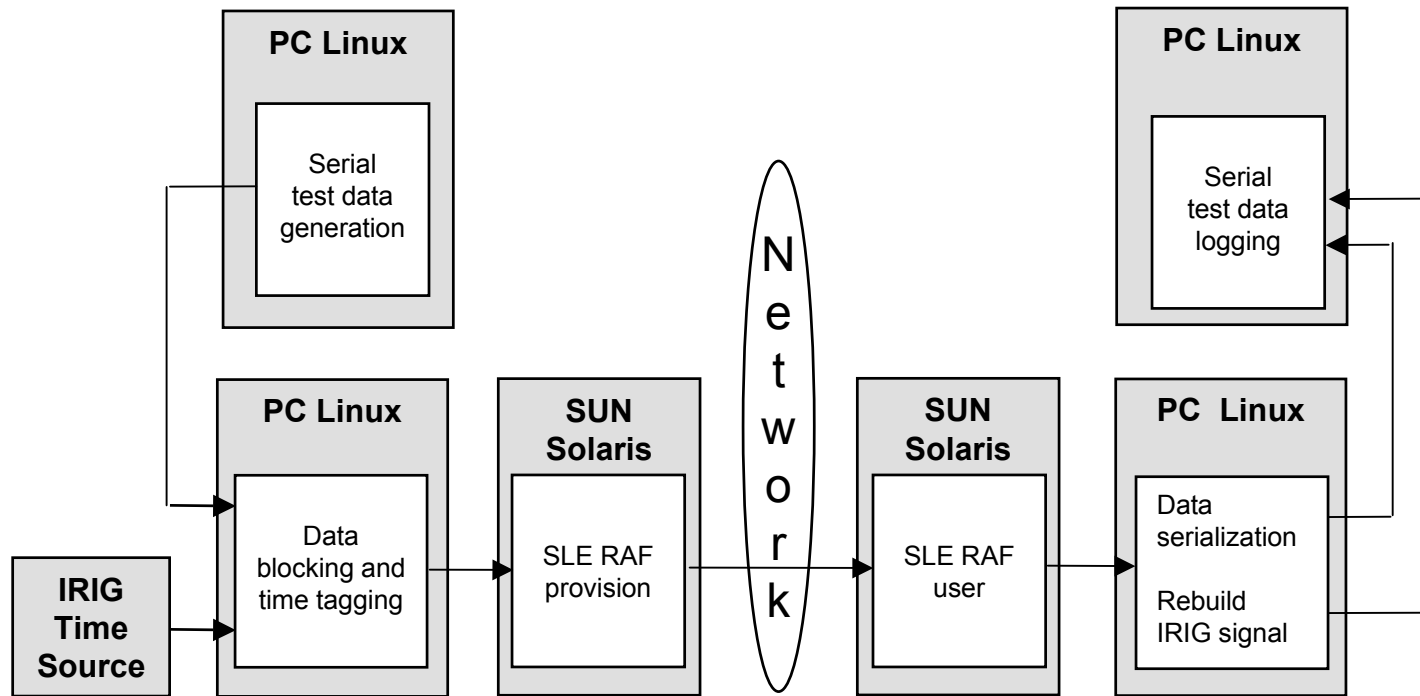 PC Linux
Serial
test data
generation
PC Linux
Serial
test data
logging
Network
PC Linux
Data
blocking and
time tagging
IRIG
Time
Source
SUN
Solaris
SLE RAF
provision
SUN
Solaris
SLE RAF
user
PC Linux
Data
serialization
Rebuild
IRIG signal